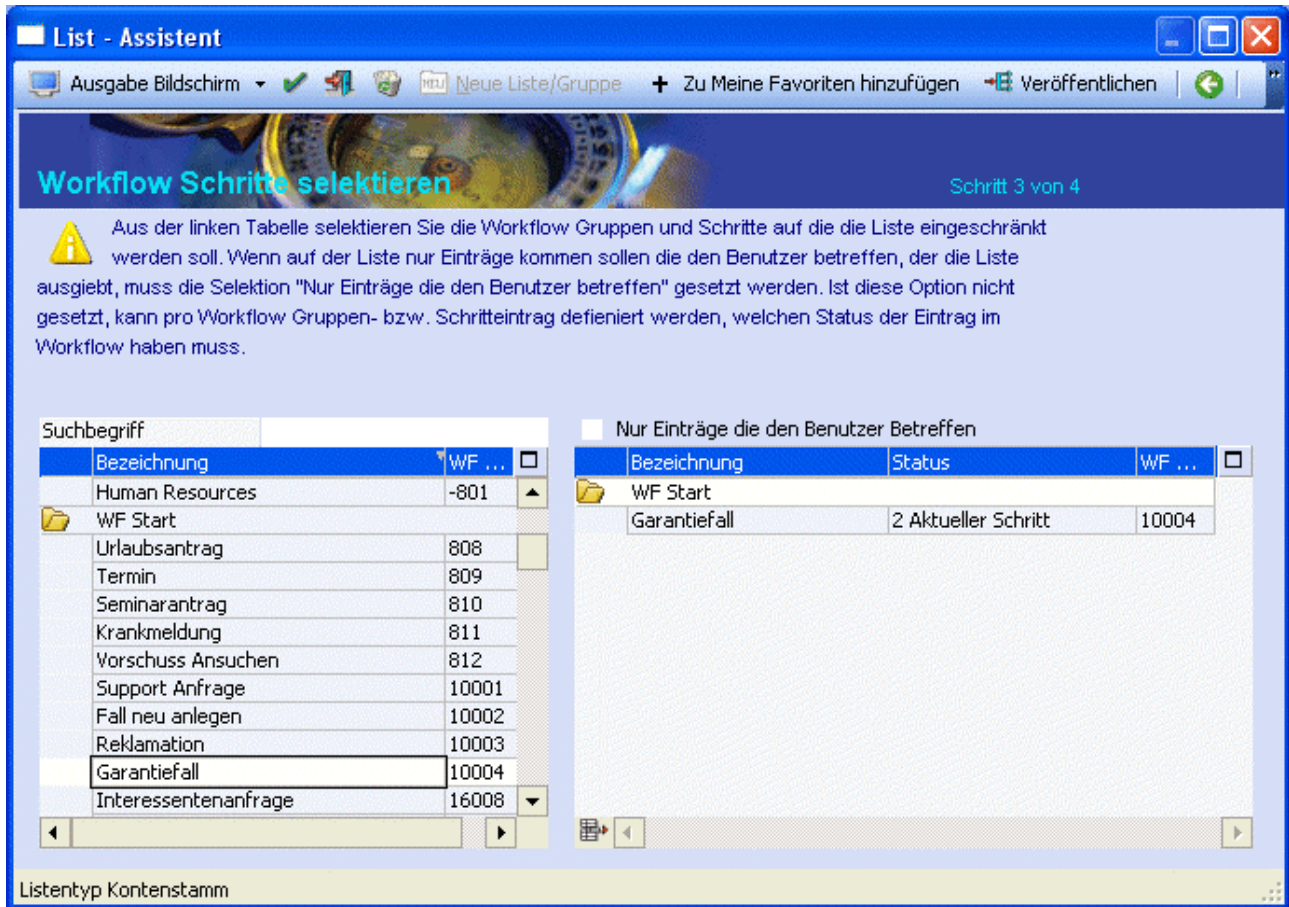 List - Assistent
Ausgabe Bildschirm NEU Neue Liste/Gruppe + Zu Meine Favoriten hinzufügen Veröffentlichen
Workflow Schritte selektieren Schritt 3 von 4
Aus der linken Tabelle selektieren Sie die Workflow Gruppen und Schritte auf die die Liste eingeschränkt
werden soll. Wenn auf der Liste nur Einträge kommen sollen die den Benutzer betreffen, der die Liste
ausgiebt, muss die Selektion "Nur Einträge die den Benutzer betreffen" gesetzt werden. Ist diese Option nicht
gesetzt, kann pro Workflow Gruppen- bzw. Schritteintrag defieniert werden, welchen Status der Eintrag im
Workflow haben muss.
Suchbegriff
Bezeichnung WF ...
Human Resources -801
WF Start
Urlaubsantrag 808
Termin 809
Seminarantrag 810
Krankmeldung 811
Vorschuss Ansuchen 812
Support Anfrage 10001
Fall neu anlegen 10002
Reklamation 10003
Garantiefall 10004
Interessentenanfrage 16008
Nur Einträge die den Benutzer Betreffen
Bezeichnung Status WF ...
WF Start
Garantiefall 2 Aktueller Schritt 10004
Listentyp Kontenstamm